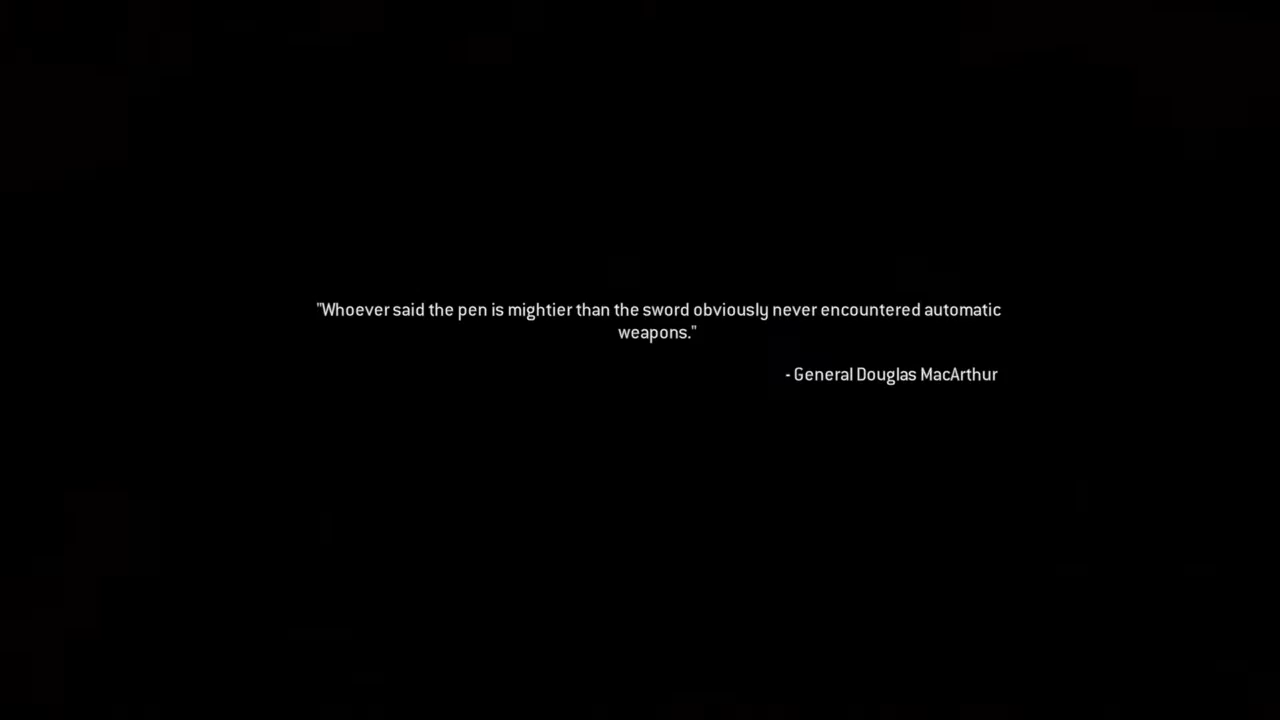 "Whoever said the pen is mightier than the sword obviously never encountered automatic
weapons."
- General Douglas MacArthur